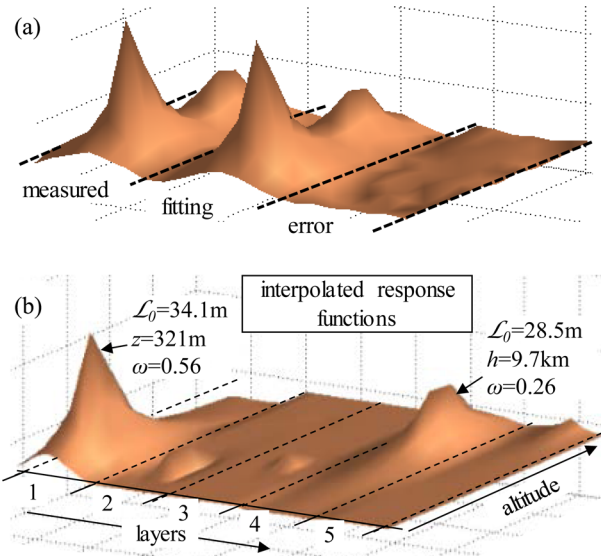 (a)
measured
fitting
error
(b)
ℒ₀=34.1m
z=321m
ω=0.56
interpolated response
functions
ℒ₀=28.5m
h=9.7km
ω=0.26
1
2
3
4
5
layers
altitude